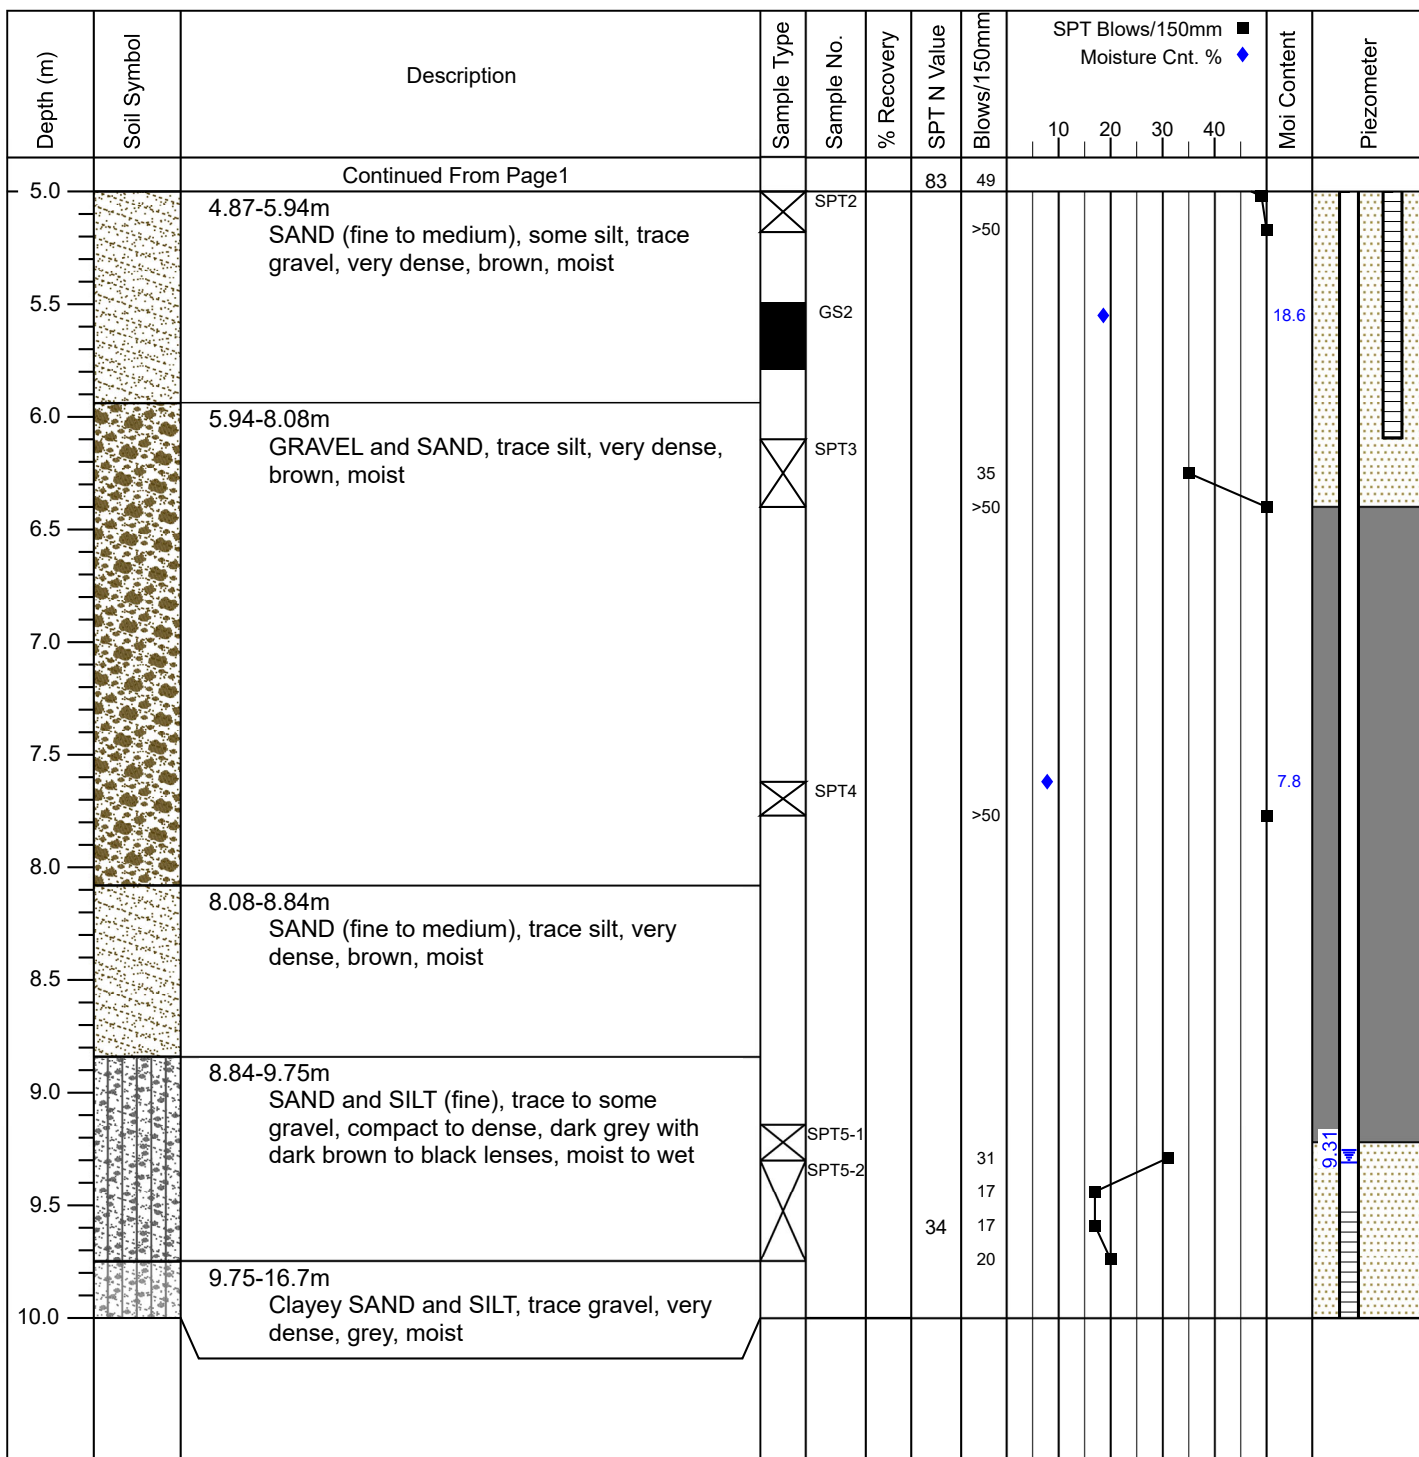 Depth (m)
Soil Symbol
Description
Sample Type
Sample No.
% Recovery
SPT N Value
Blows/150mm
SPT Blows/150mm
Moisture Cnt. %
10 20 30 40
Moi Content
Piezometer
Continued From Page1
83 49
5.0
4.87-5.94m
SAND (fine to medium), some silt, trace
gravel, very dense, brown, moist
SPT2
>50
5.5
GS2
18.6
6.0
5.94-8.08m
GRAVEL and SAND, trace silt, very dense,
brown, moist
SPT3
35
>50
6.5
7.0
7.5
SPT4
7.8
>50
8.0
8.08-8.84m
SAND (fine to medium), trace silt, very
dense, brown, moist
8.5
8.84-9.75m
9.0
SAND and SILT (fine), trace to some
gravel, compact to dense, dark grey with
dark brown to black lenses, moist to wet
SPT5-1
SPT5-2
31
9.31
17
9.5
34 17
20
9.75-16.7m
Clayey SAND and SILT, trace gravel, very
dense, grey, moist
10.0